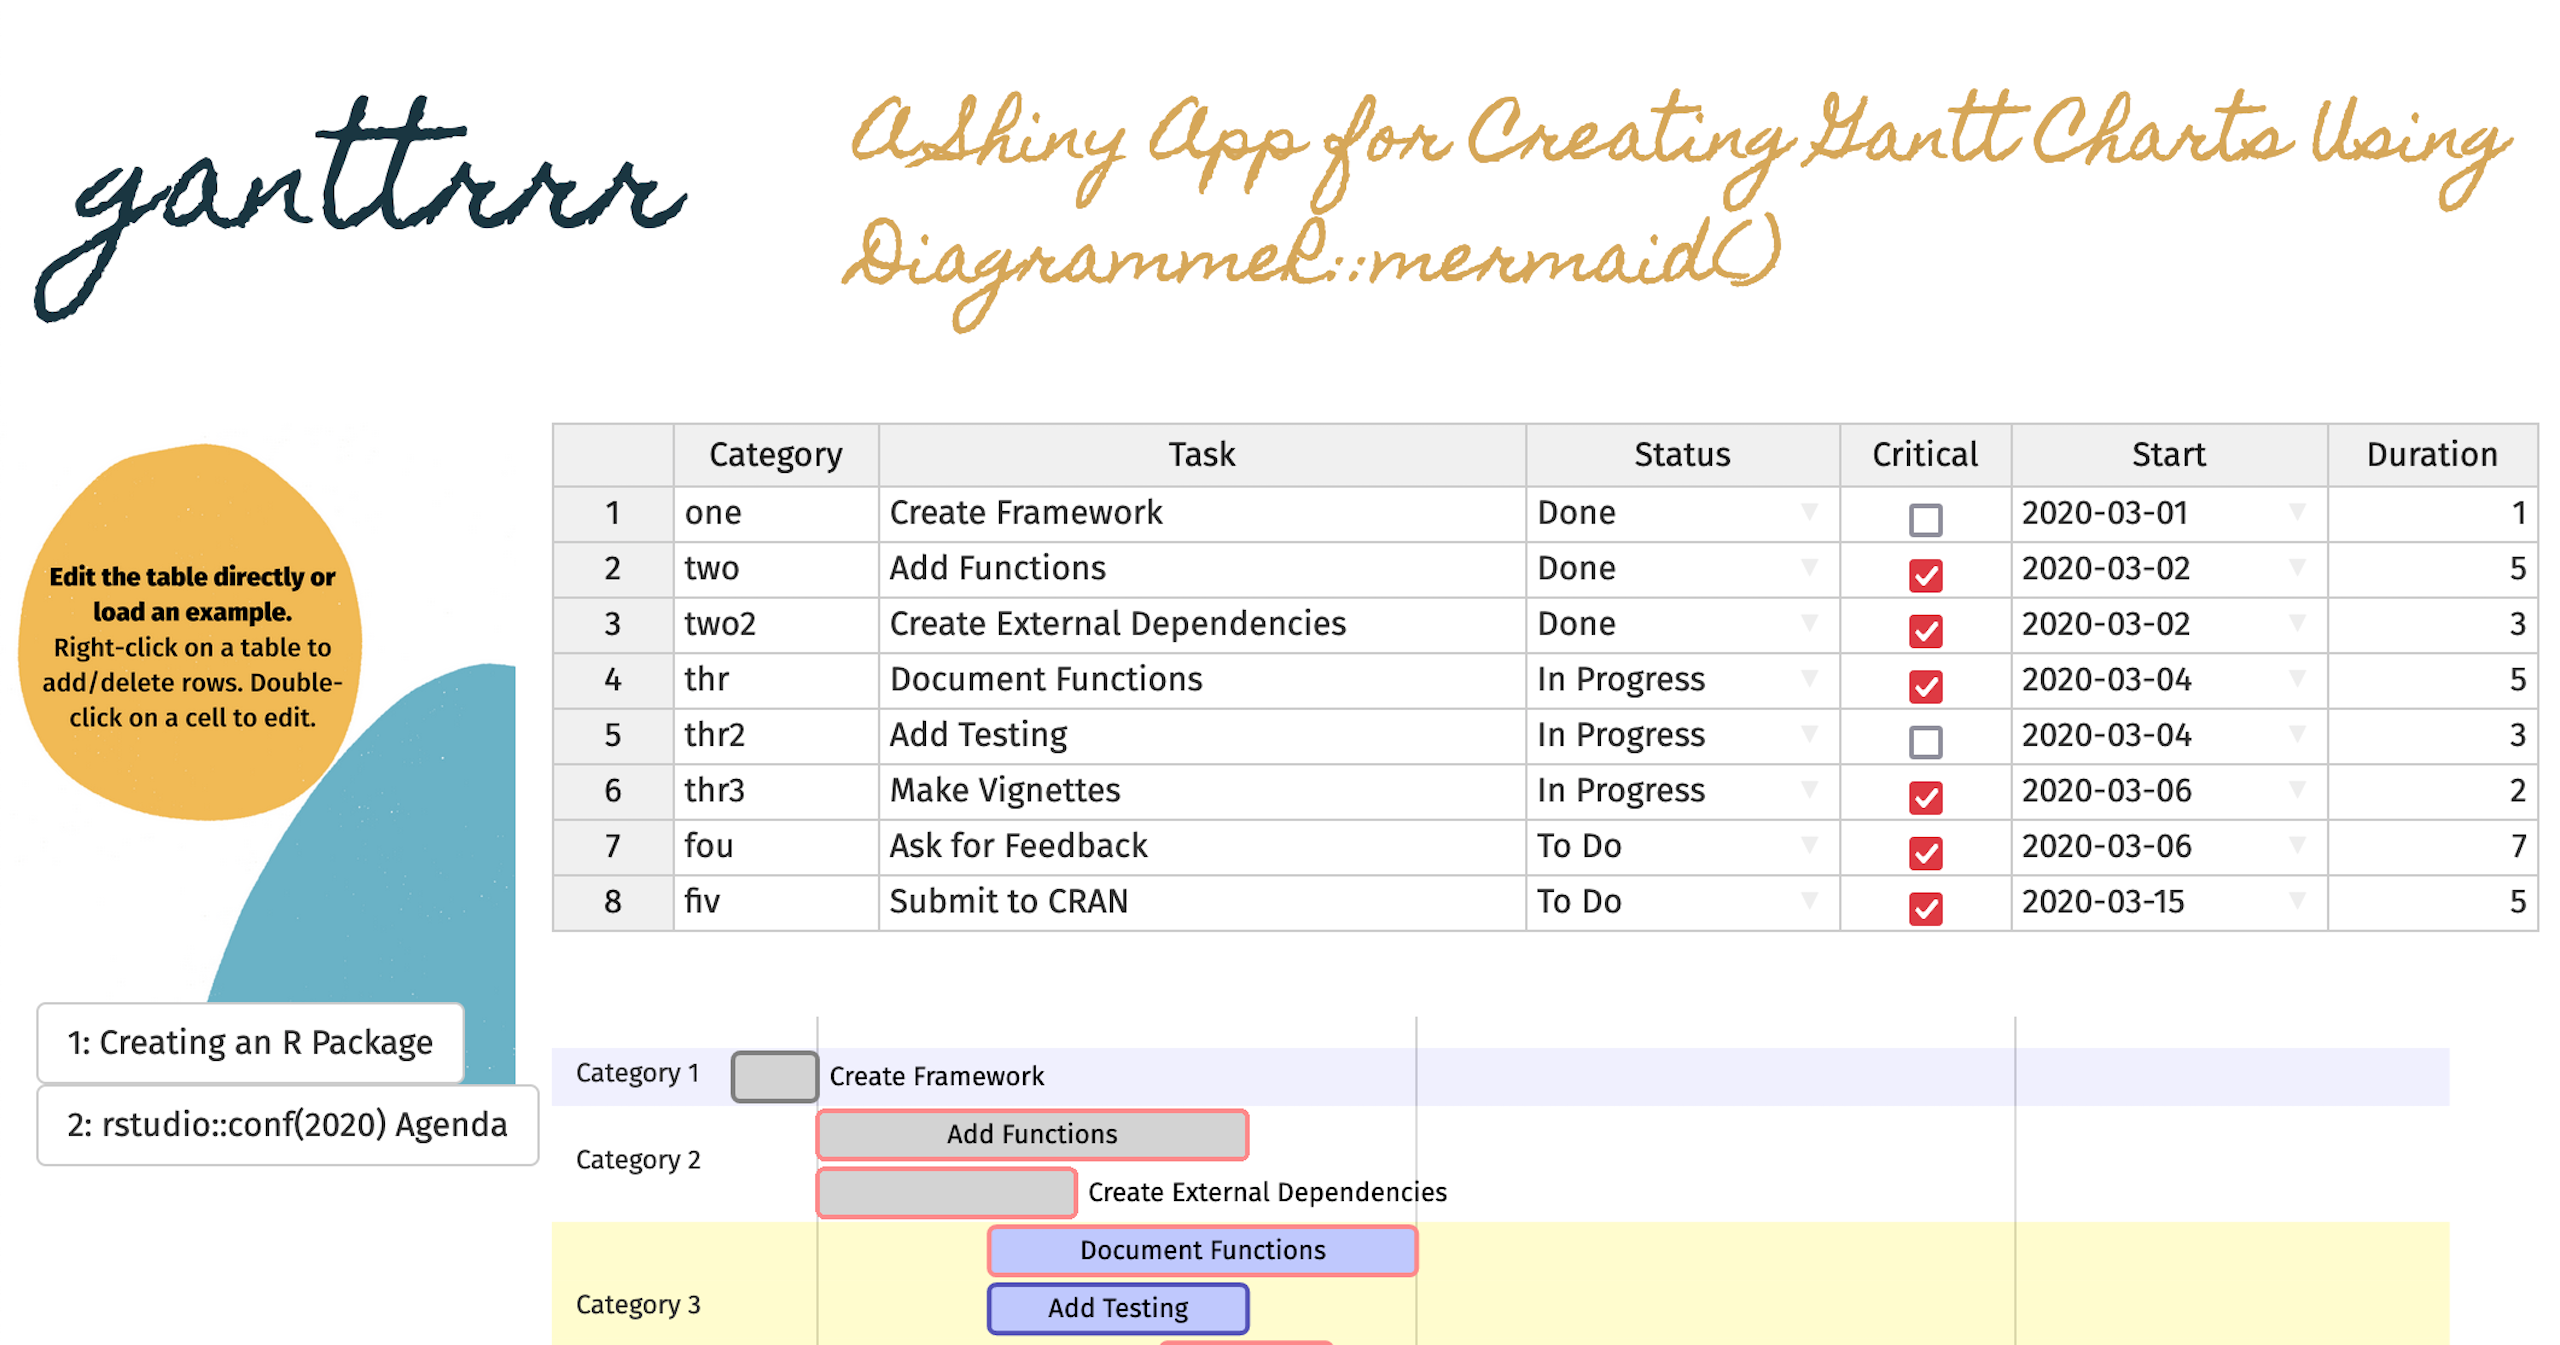 ganttrrr
A Shiny App for Creating Gantt Charts Using
DiagrammeR::mermaid()
Edit the table directly or
load an example.
Right-click on a table to
add/delete rows. Double-
click on a cell to edit.
1: Creating an R Package
2: rstudio::conf(2020) Agenda
Category Task Status Critical Start Duration
1 one Create Framework Done 2020-03-01 1
2 two Add Functions Done 2020-03-02 5
3 two2 Create External Dependencies Done 2020-03-02 3
4 thr Document Functions In Progress 2020-03-04 5
5 thr2 Add Testing In Progress 2020-03-04 3
6 thr3 Make Vignettes In Progress 2020-03-06 2
7 fou Ask for Feedback To Do 2020-03-06 7
8 fiv Submit to CRAN To Do 2020-03-15 5
Category 1 Create Framework
Add Functions
Category 2
Create External Dependencies
Document Functions
Category 3 Add Testing